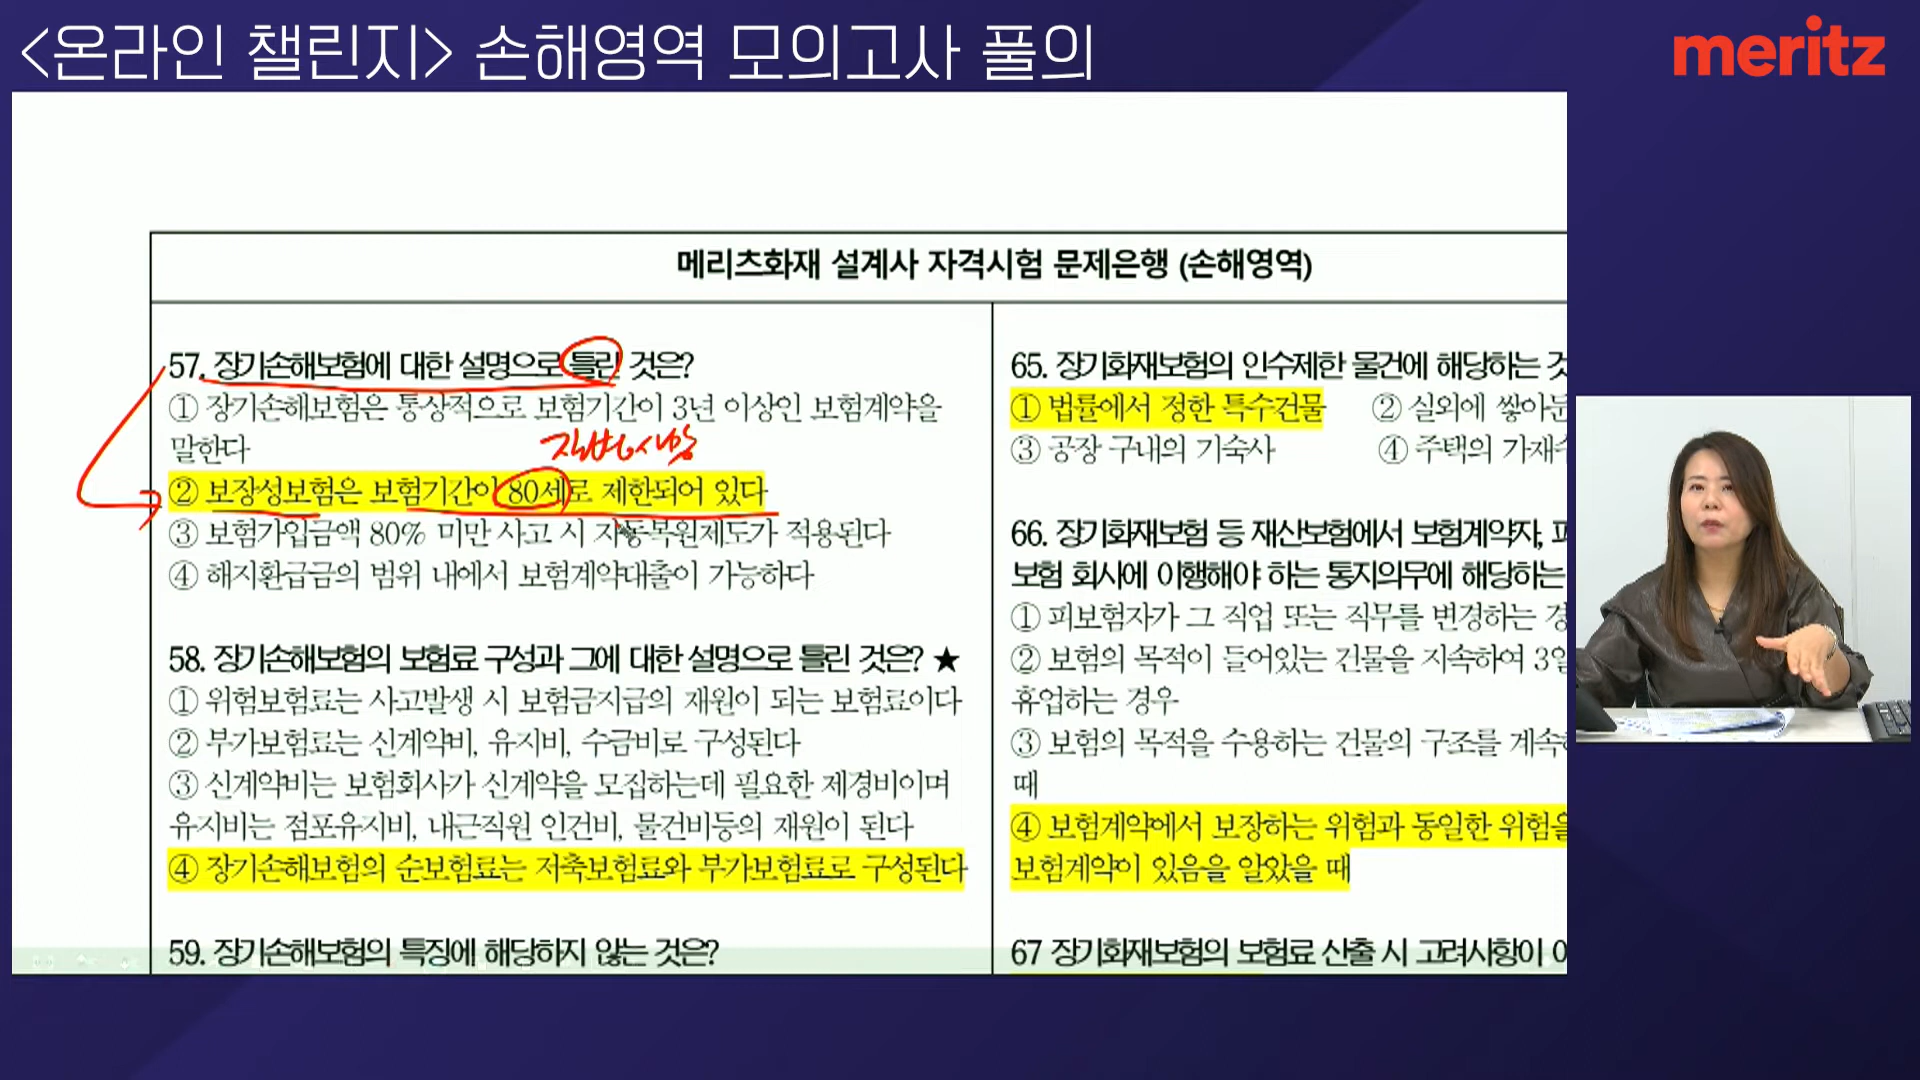 <온라인 챌린지> 손해영역 모의고사 풀의
meritz
메리츠화재 설계사 자격시험 문제은행 (손해영역)
57. 장기손해보험에 대한 설명으로 틀린 것은?
① 장기손해보험은 통상적으로 보험기간이 3년 이상인 보험계약을
말한다
질병사망
② 보장성보험은 보험기간이 80세로 제한되어 있다
③ 보험가입금액 80% 미만 사고 시 자동복원제도가 적용된다
④ 해지환급금의 범위 내에서 보험계약대출이 가능하다
58. 장기손해보험의 보험료 구성과 그에 대한 설명으로 틀린 것은? ★
① 위험보험료는 사고발생 시 보험금지급의 재원이 되는 보험료이다
② 부가보험료는 신계약비, 유지비, 수금비로 구성된다
③ 신계약비는 보험회사가 신계약을 모집하는데 필요한 제경비이며
유지비는 점포유지비, 내근직원 인건비, 물건비등의 재원이 된다
④ 장기손해보험의 순보험료는 저축보험료와 부가보험료로 구성된다
59. 장기손해보험의 특징에 해당하지 않는 것은?
65. 장기화재보험의 인수제한 물건에 해당하는
① 법률에서 정한 특수건물 ② 실외에 쌓아둔
③ 공장 구내의 기숙사 ④ 주택의 가재
66. 장기화재보험 등 재산보험에서 보험계약자,
보험 회사에 이행해야 하는 통지의무에 해당하는
① 피보험자가 그 직업 또는 직무를 변경하는
② 보험의 목적이 들어있는 건물을 지속하여
휴업하는 경우
③ 보험의 목적을 수용하는 건물의 구조를
때
④ 보험계약에서 보장하는 위험과 동일한 위험을
보험계약이 있음을 알았을 때
67 장기화재보험의 보험료 산출 시 고려사항이